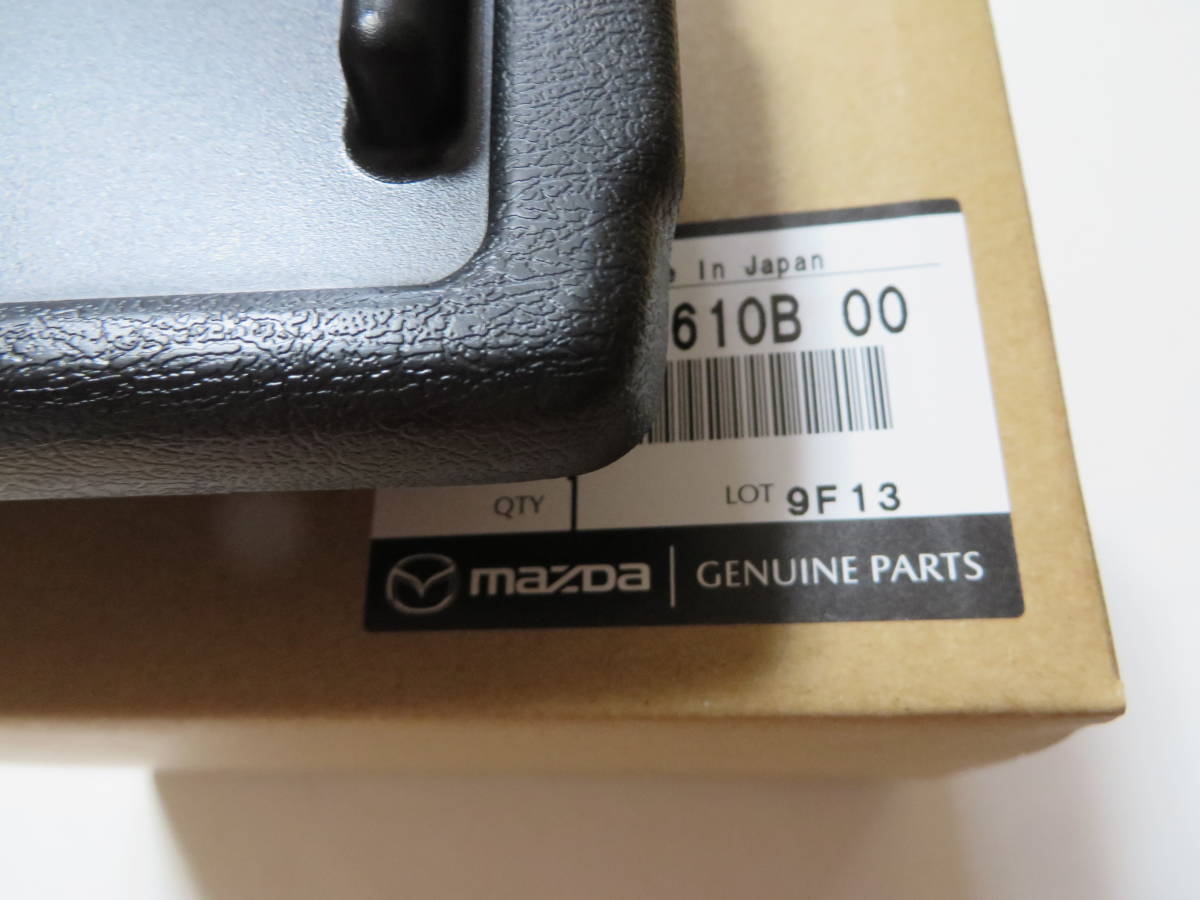 In Japan
610B 00
QTY
LOT 9F13
mazda GENUINE PARTS